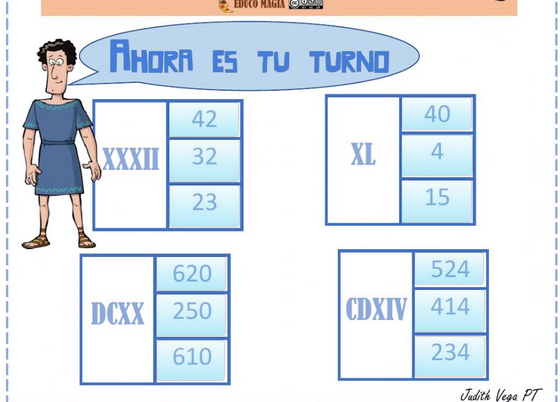 EDUCO MAGIA
AHORA ES TU TURNO
XXXII
42
32
23
XL
40
4
15
DCXX
620
250
610
CDXIV
524
414
234
Judith Vega PT